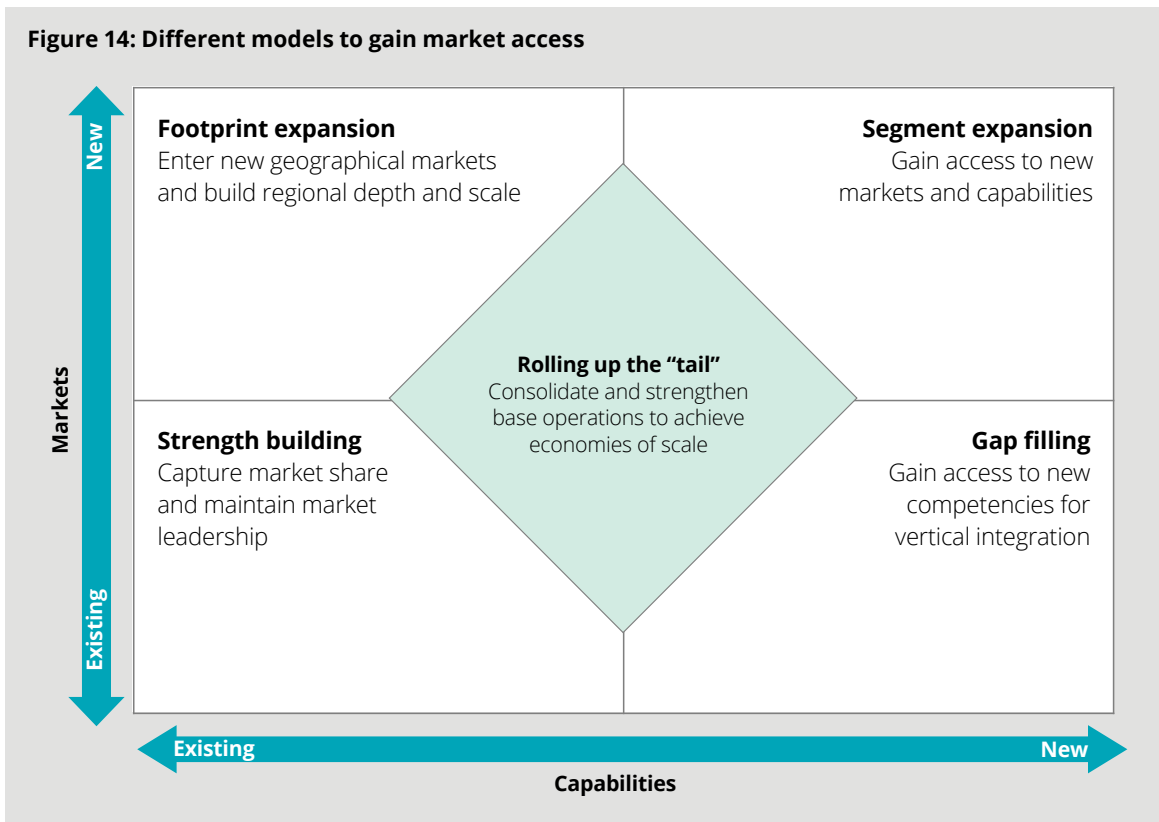 Figure 14: Different models to gain market access
New
Existing
Markets
Footprint expansion
Enter new geographical markets
and build regional depth and scale
Segment expansion
Gain access to new
markets and capabilities
Rolling up the “tail”
Consolidate and strengthen
base operations to achieve
economies of scale
Strength building
Capture market share
and maintain market
leadership
Gap filling
Gain access to new
competencies for
vertical integration
Existing
New
Capabilities